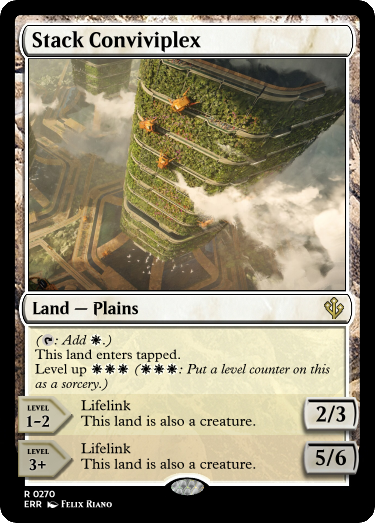 Stack Conviviplex
Land — Plains
(T: Add W.)
This land enters tapped.
Level up WWW (WWW: Put a level counter on this
as a sorcery.)
LEVEL
1-2
Lifelink
This land is also a creature.
2/3
LEVEL
3+
Lifelink
This land is also a creature.
5/6
R 0270
ERR Felix Riano